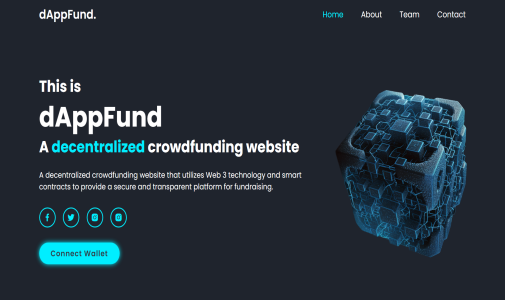 dAppFund.
Home About Team Contact
This is
dAppFund
A decentralized crowdfunding website
A decentralized crowdfunding website that utilizes Web 3 technology and smart
contracts to provide a secure and transparent platform for fundraising.
Connect Wallet